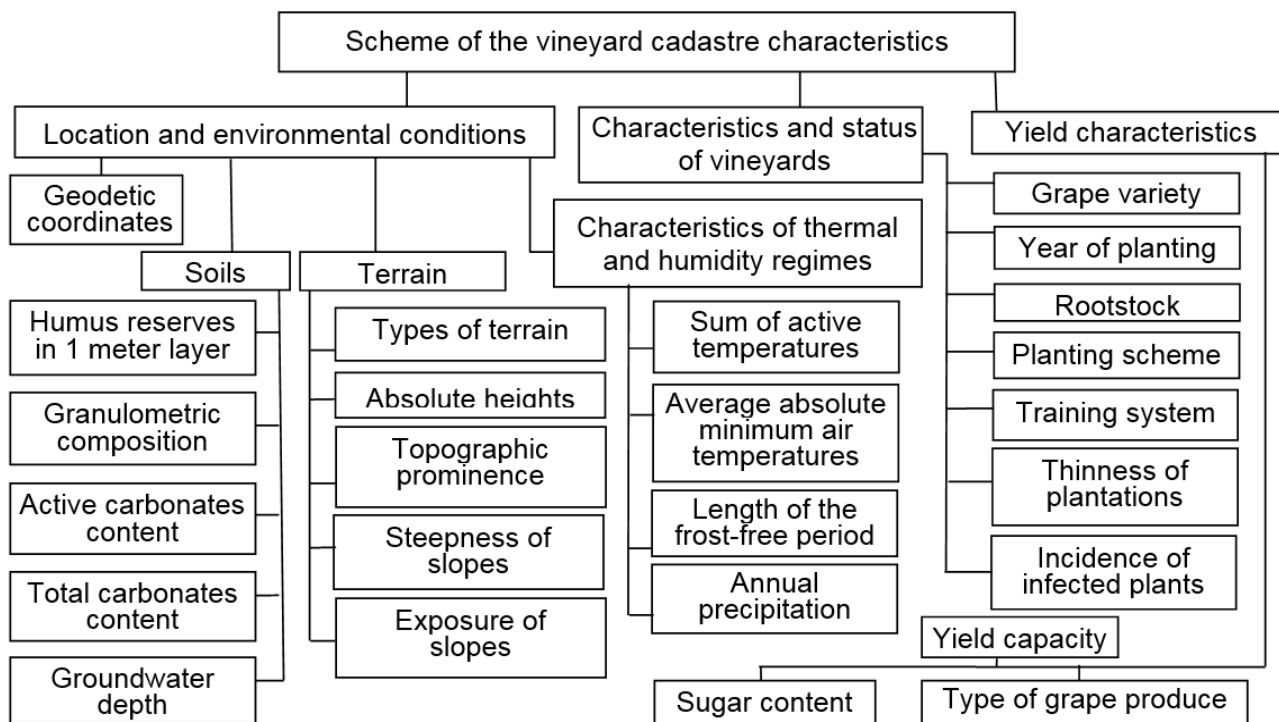 Scheme of the vineyard cadastre characteristics
Location and environmental conditions
Characteristics and status
of vineyards
Yield characteristics
Geodetic
coordinates
Soils
Terrain
Characteristics of thermal
and humidity regimes
Humus reserves
in 1 meter layer
Granulometric
composition
Active carbonates
content
Total carbonates
content
Groundwater
depth
Types of terrain
Absolute heights
Topographic
prominence
Steepness of
slopes
Exposure of
slopes
Sum of active
temperatures
Average absolute
minimum air
temperatures
Length of the
frost-free period
Annual
precipitation
Grape variety
Year of planting
Rootstock
Planting scheme
Training system
Thinness of
plantations
Incidence of
infected plants
Yield capacity
Sugar content
Type of grape produce